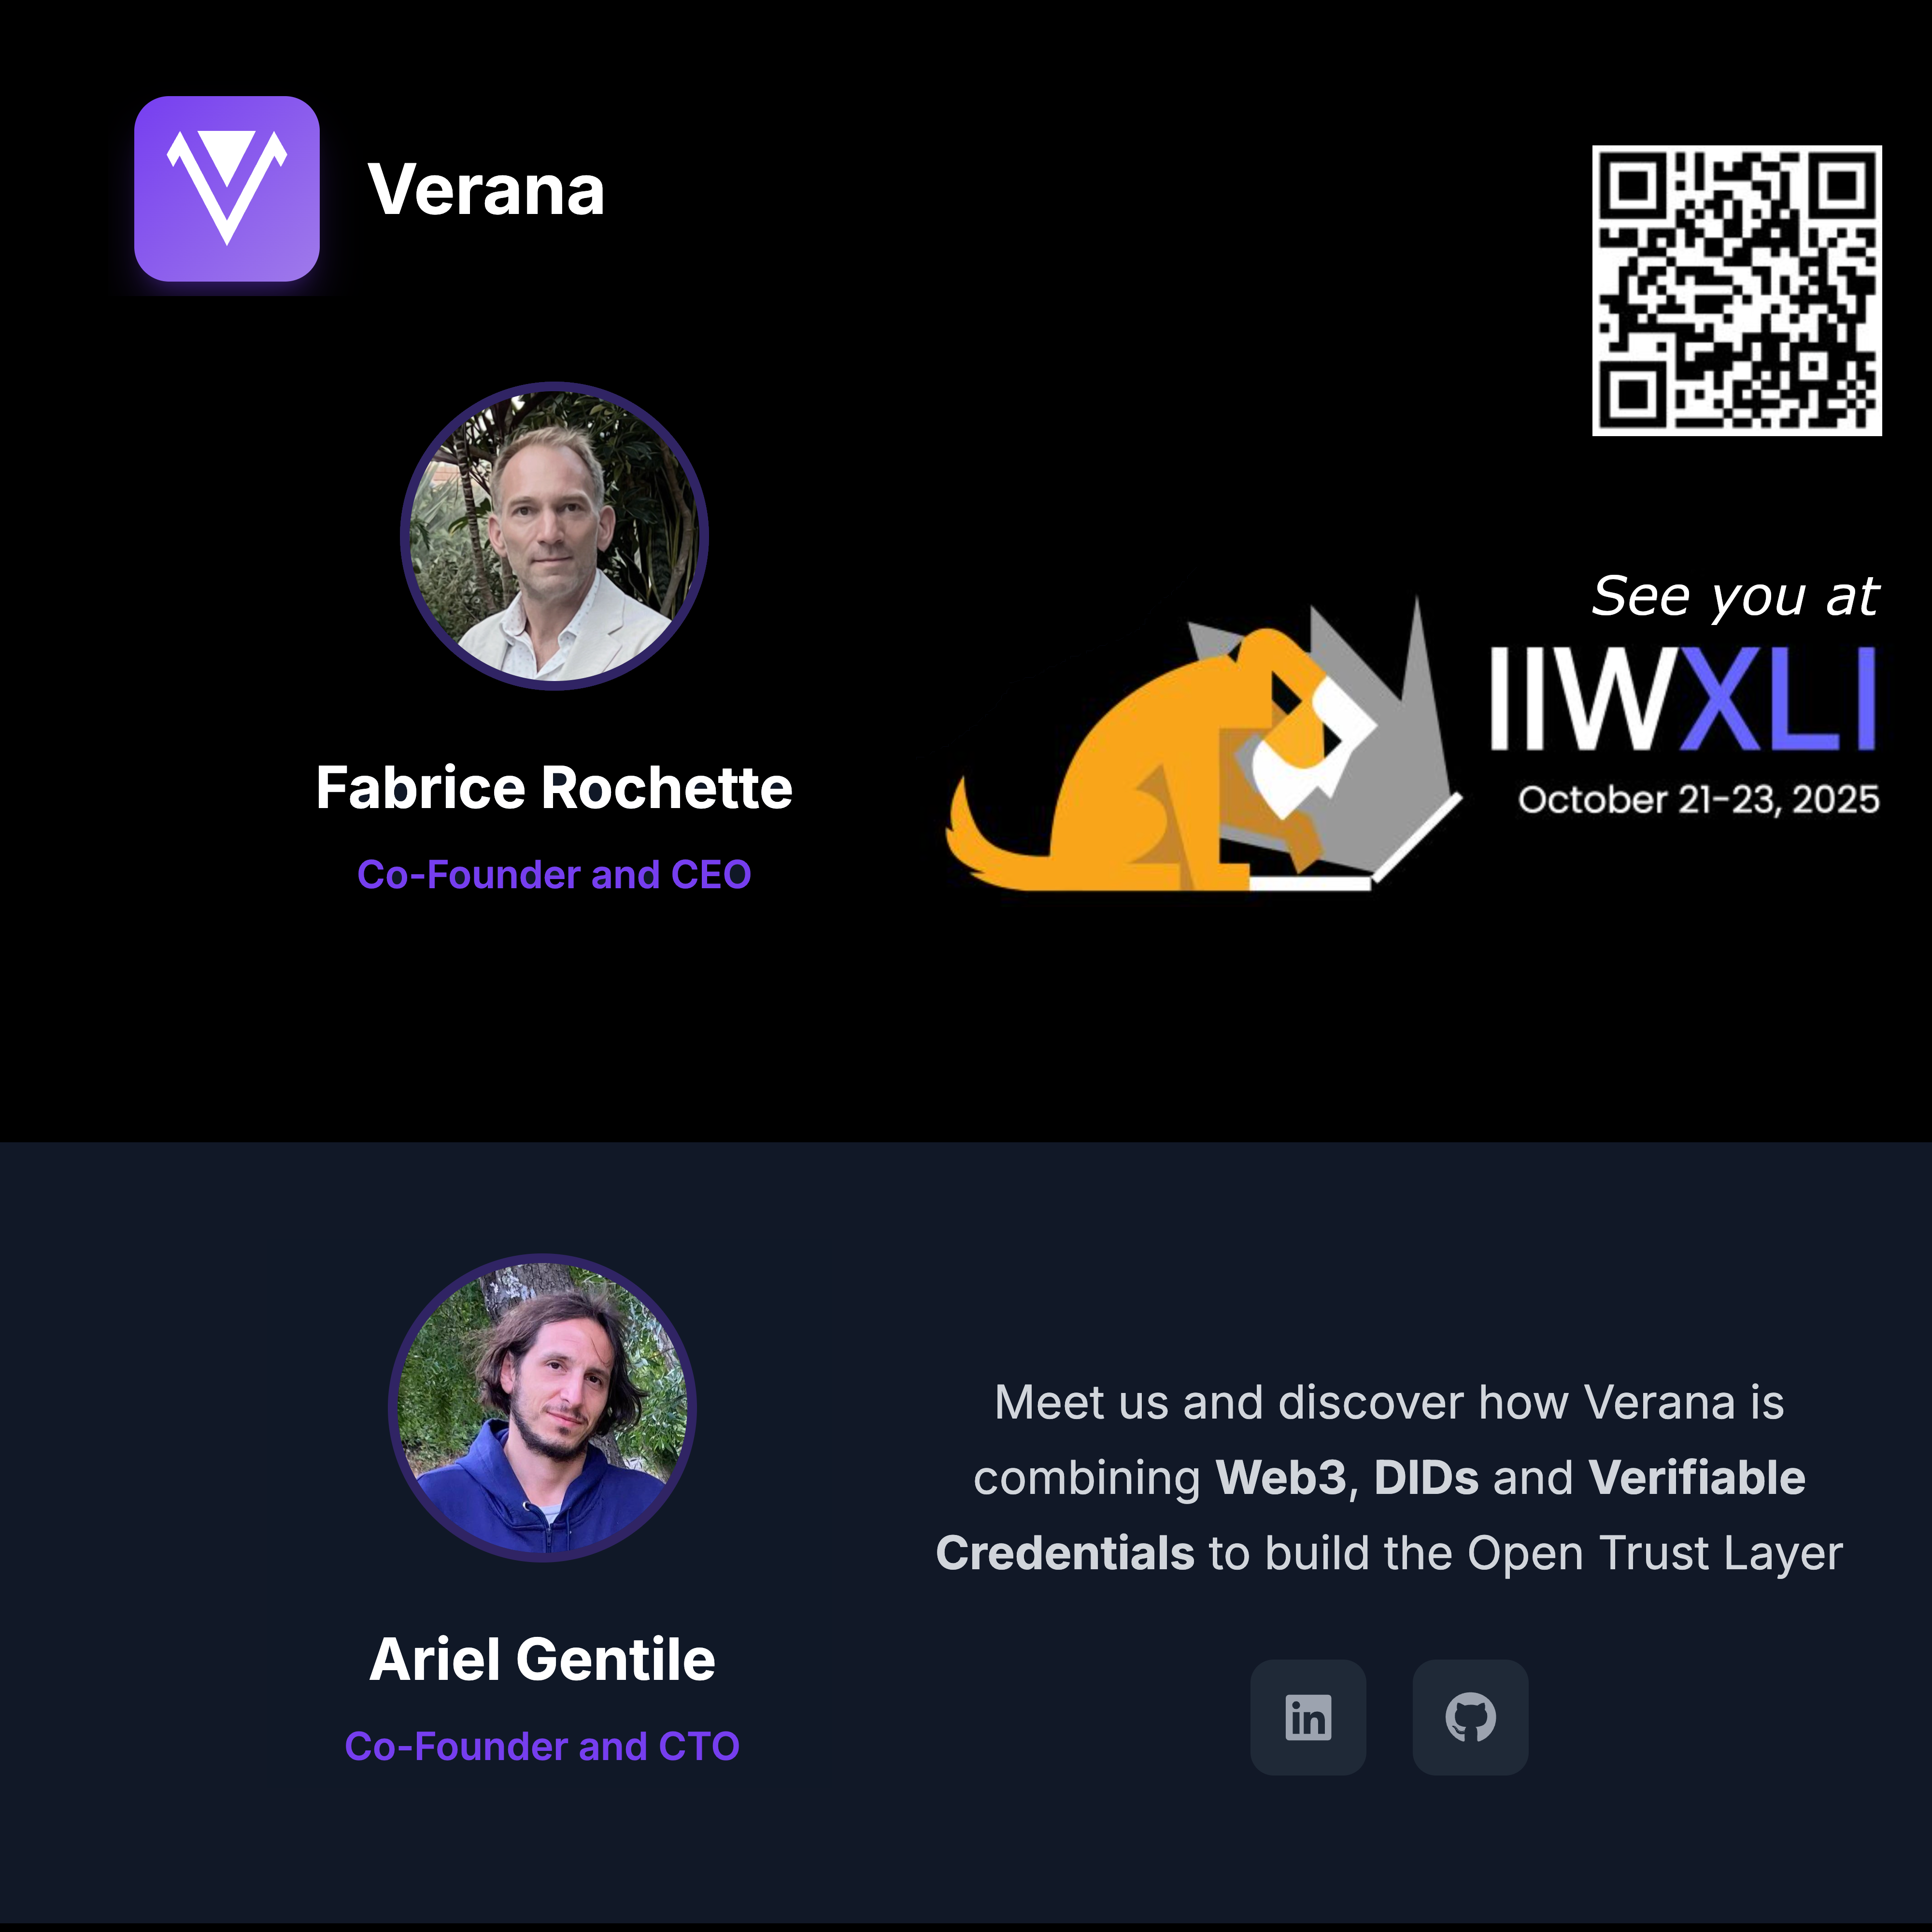 Verana
Fabrice Rochette
Co-Founder and CEO
See you at
IIWXLI
October 21-23, 2025
Ariel Gentile
Co-Founder and CTO
Meet us and discover how Verana is
combining Web3, DIDs and Verifiable
Credentials to build the Open Trust Layer
in